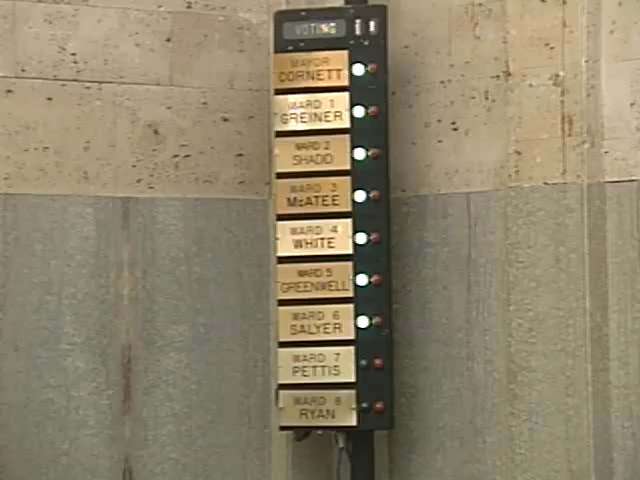 VOTING
MAYOR
CORNETT
WARD 1
GREINER
WARD 2
SHADID
WARD 3
McATEE
WARD 4
WHITE
WARD 5
GREENWELL
WARD 6
SALYER
WARD 7
PETTIS
WARD 8
RYAN